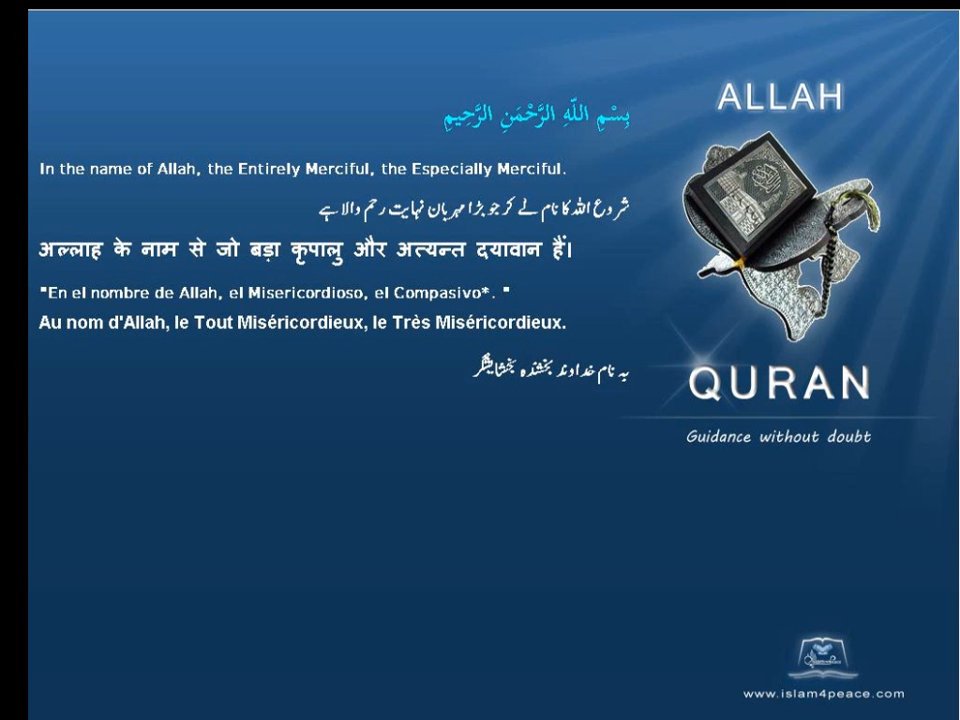 بِسْمِ اللّهِ الرَّحْمَنِ الرَّحِيمِ
In the name of Allah, the Entirely Merciful, the Especially Merciful.
شروع الله کا نام لے کر جو بڑا مہربان نہایت رحم والا ہے
अल्लाह के नाम से जो बड़ा कृपालु और अत्यन्त दयावान हैं।
"En el nombre de Allah, el Misericordioso, el Compasivo*. "
Au nom d'Allah, le Tout Miséricordieux, le Très Miséricordieux.
به نام خداوند بخشنده بخشایشگر
ALLAH
QURAN
Guidance without doubt
www.islam4peace.com